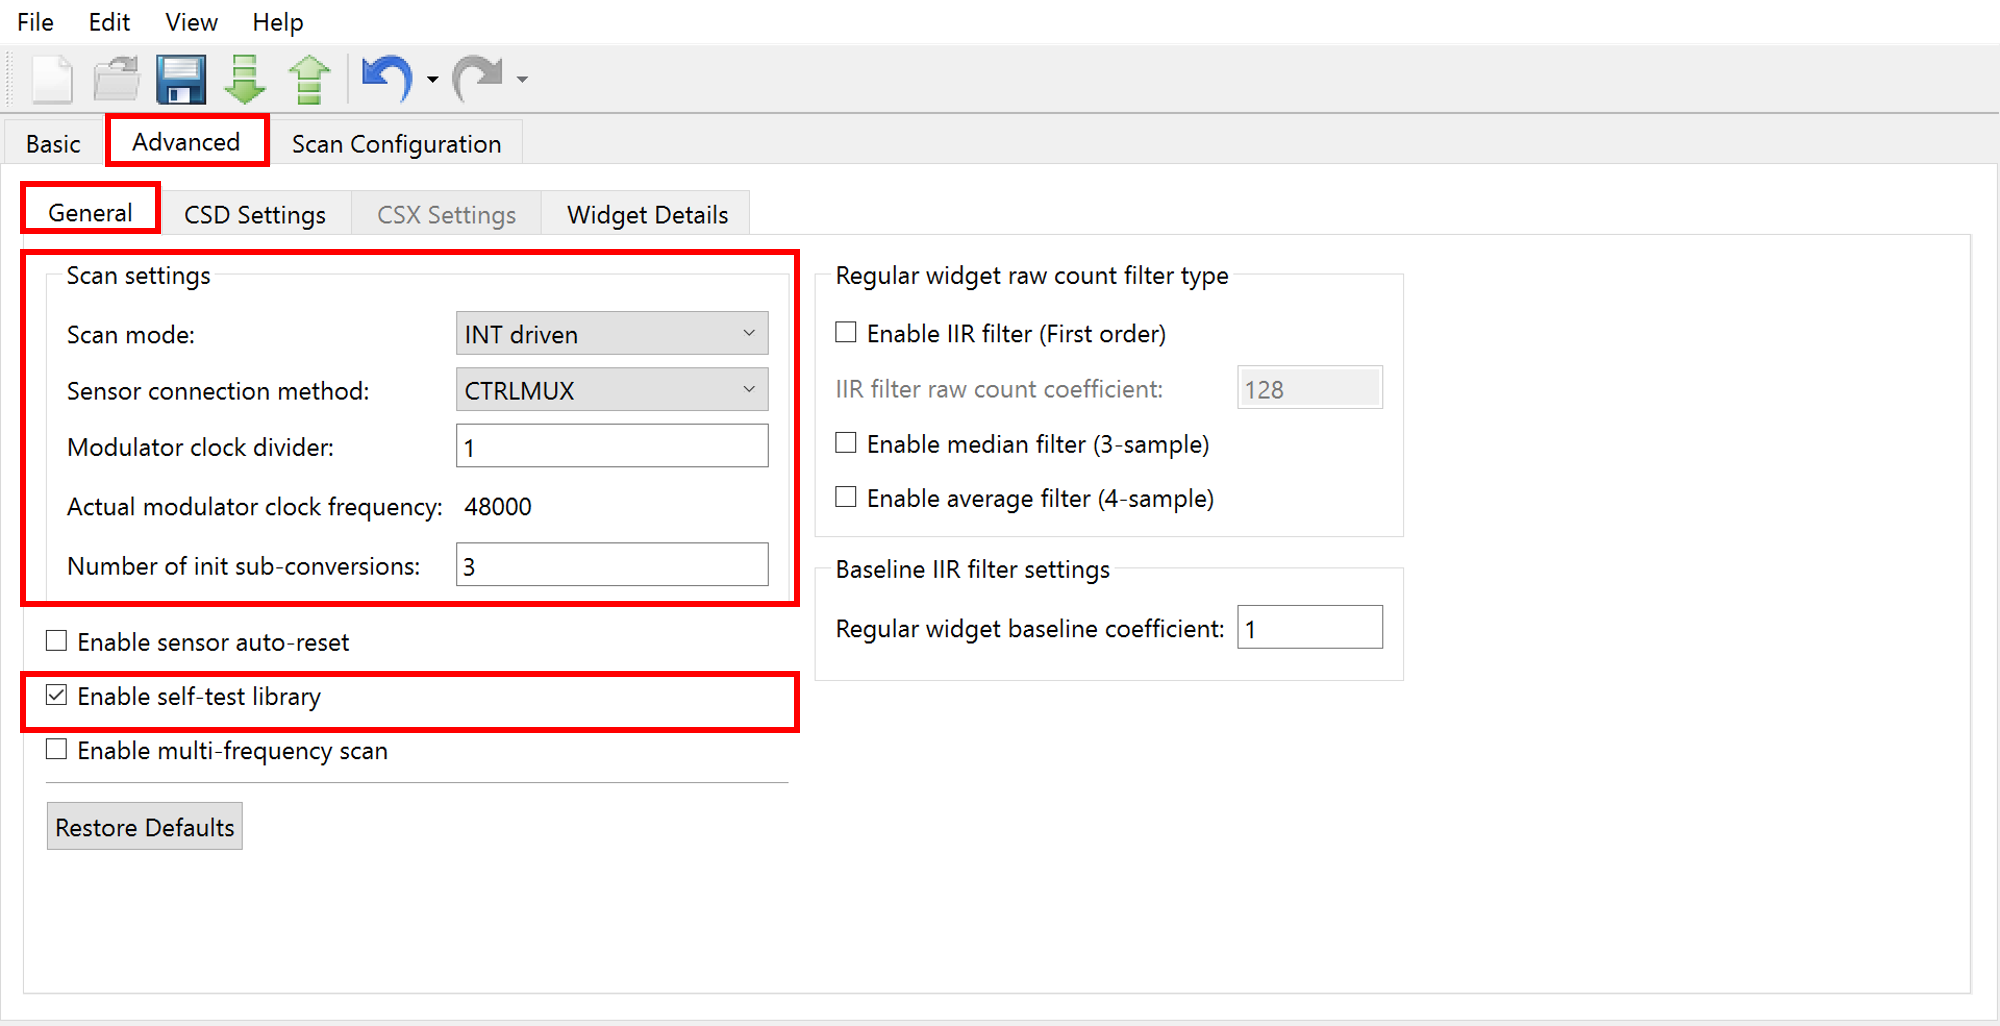 File Edit View Help
Basic Advanced Scan Configuration
General CSD Settings CSX Settings Widget Details
Scan settings
Scan mode: INT driven
Sensor connection method: CTRLMUX
Modulator clock divider: 1
Actual modulator clock frequency: 48000
Number of init sub-conversions: 3
Enable sensor auto-reset
Enable self-test library
Enable multi-frequency scan
Restore Defaults
Regular widget raw count filter type
Enable IIR filter (First order)
IIR filter raw count coefficient: 128
Enable median filter (3-sample)
Enable average filter (4-sample)
Baseline IIR filter settings
Regular widget baseline coefficient: 1